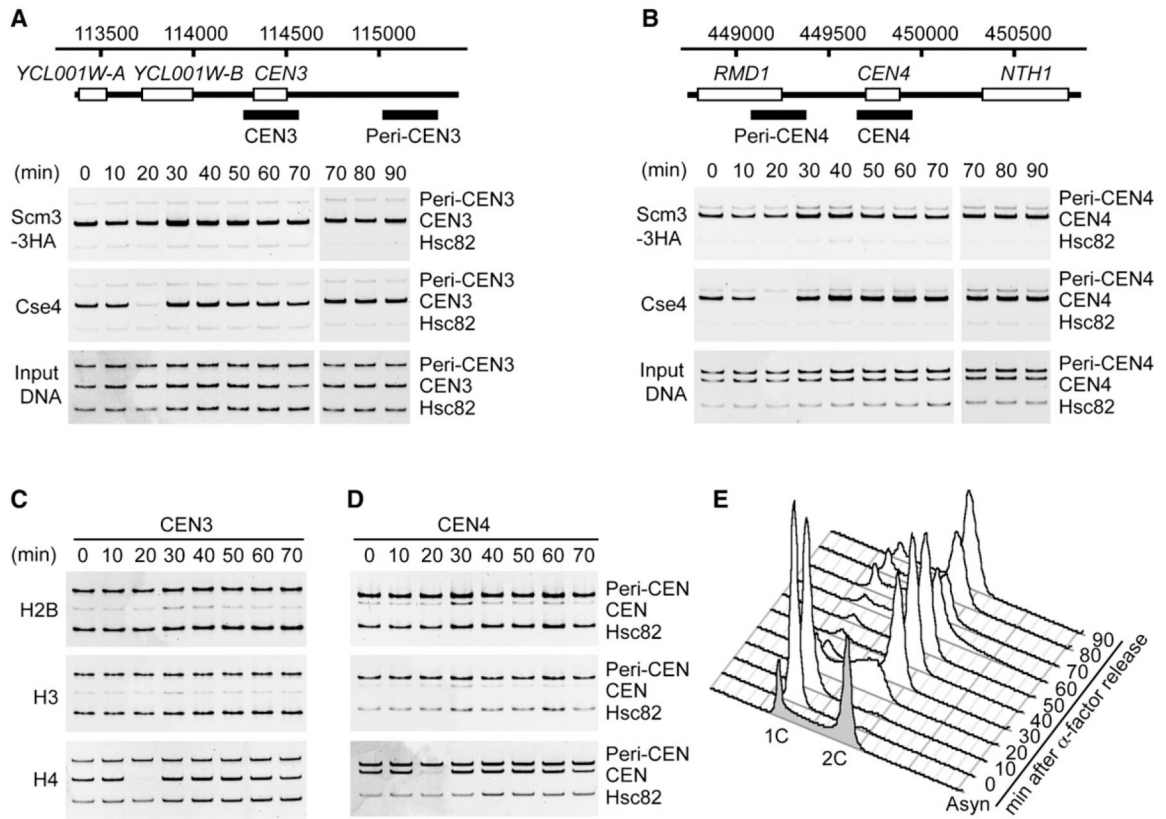 A
113500 114000 114500 115000
YCL001W-A YCL001W-B CEN3
CEN3 Peri-CEN3
(min) 0 10 20 30 40 50 60 70 70 80 90
Scm3
-3HA
Peri-CEN3
CEN3
Hsc82
Cse4
Peri-CEN3
CEN3
Hsc82
Input
DNA
Peri-CEN3
CEN3
Hsc82
B
449000 449500 450000 450500
RMD1 CEN4 NTH1
Peri-CEN4 CEN4
(min) 0 10 20 30 40 50 60 70 70 80 90
Scm3
-3HA
Peri-CEN4
CEN4
Hsc82
Cse4
Peri-CEN4
CEN4
Hsc82
Input
DNA
Peri-CEN4
CEN4
Hsc82
C
CEN3
(min) 0 10 20 30 40 50 60 70
H2B
H3
H4
D
CEN4
0 10 20 30 40 50 60 70
Peri-CEN
CEN
Hsc82
Peri-CEN
CEN
Hsc82
Peri-CEN
CEN
Hsc82
E
1C
2C
Asyn 0 10 20 30 40 50 60 70 80 90
min after α-factor release